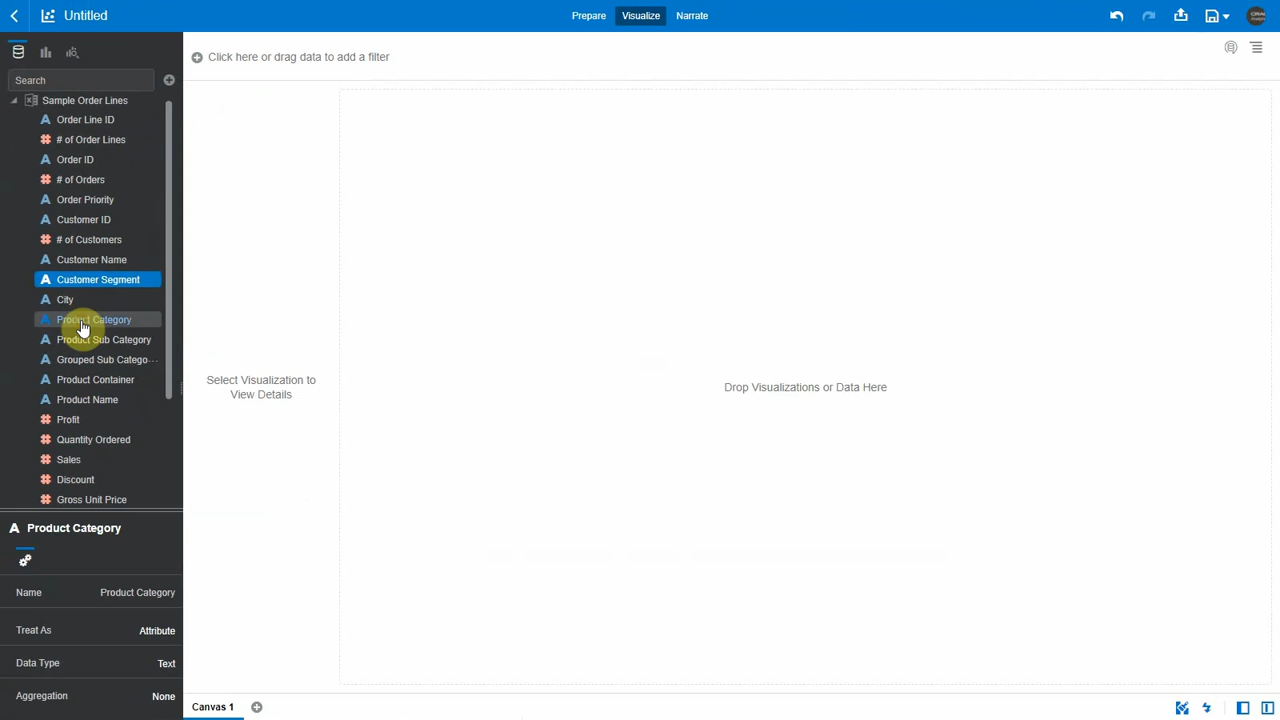 Untitled
Prepare
Visualize
Narrate
Click here or drag data to add a filter
Search
Sample Order Lines
Order Line ID
# of Order Lines
Order ID
# of Orders
Order Priority
Customer ID
# of Customers
Customer Name
Customer Segment
City
Product Category
Product Sub Category
Grouped Sub Catego...
Product Container
Product Name
Profit
Quantity Ordered
Sales
Discount
Gross Unit Price
Product Category
Name Product Category
Treat As Attribute
Data Type Text
Aggregation None
Select Visualization to
View Details
Drop Visualizations or Data Here
Canvas 1